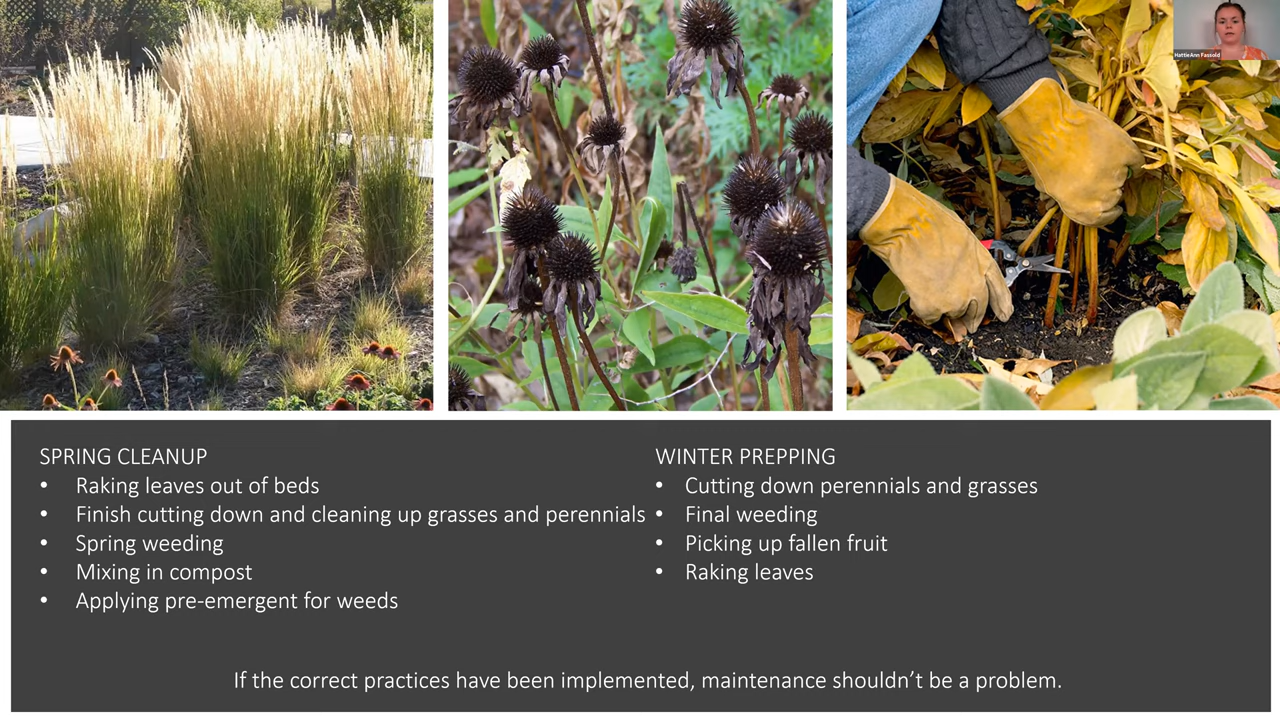 HattieAnn Fassold
SPRING CLEANUP
• Raking leaves out of beds
• Finish cutting down and cleaning up grasses and perennials
• Spring weeding
• Mixing in compost
• Applying pre-emergent for weeds
WINTER PREPPING
• Cutting down perennials and grasses
• Final weeding
• Picking up fallen fruit
• Raking leaves
If the correct practices have been implemented, maintenance shouldn’t be a problem.